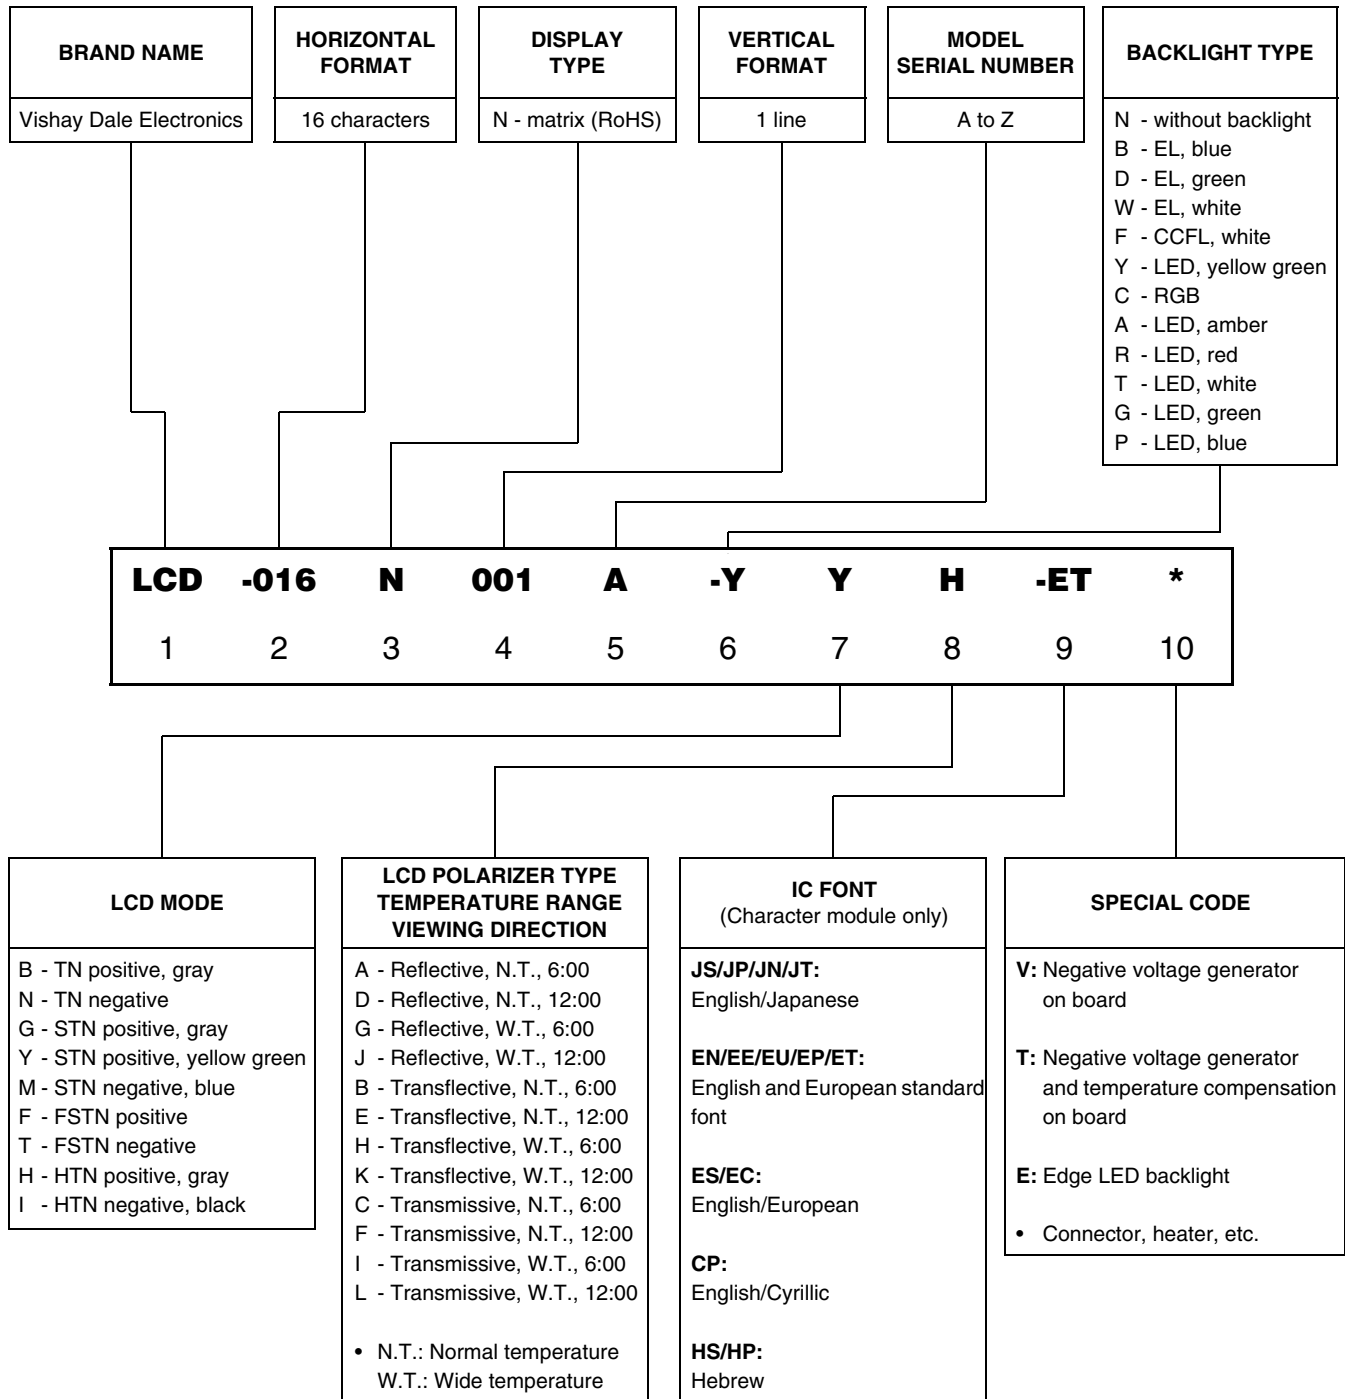 BRAND NAME
Vishay Dale Electronics
HORIZONTAL
FORMAT
16 characters
DISPLAY
TYPE
N - matrix (RoHS)
VERTICAL
FORMAT
1 line
MODEL
SERIAL NUMBER
A to Z
BACKLIGHT TYPE
N - without backlight
B - EL, blue
D - EL, green
W - EL, white
F - CCFL, white
Y - LED, yellow green
C - RGB
A - LED, amber
R - LED, red
T - LED, white
G - LED, green
P - LED, blue
LCD -016 N 001 A -Y Y H -ET *
1 2 3 4 5 6 7 8 9 10
LCD MODE
B - TN positive, gray
N - TN negative
G - STN positive, gray
Y - STN positive, yellow green
M - STN negative, blue
F - FSTN positive
T - FSTN negative
H - HTN positive, gray
I - HTN negative, black
LCD POLARIZER TYPE
TEMPERATURE RANGE
VIEWING DIRECTION
A - Reflective, N.T., 6:00
D - Reflective, N.T., 12:00
G - Reflective, W.T., 6:00
J - Reflective, W.T., 12:00
B - Transflective, N.T., 6:00
E - Transflective, N.T., 12:00
H - Transflective, W.T., 6:00
K - Transflective, W.T., 12:00
C - Transmissive, N.T., 6:00
F - Transmissive, N.T., 12:00
I - Transmissive, W.T., 6:00
L - Transmissive, W.T., 12:00
• N.T.: Normal temperature
W.T.: Wide temperature
IC FONT
(Character module only)
JS/JP/JN/JT:
English/Japanese
EN/EE/EU/EP/ET:
English and European standard
font
ES/EC:
English/European
CP:
English/Cyrillic
HS/HP:
Hebrew
SPECIAL CODE
V: Negative voltage generator
on board
T: Negative voltage generator
and temperature compensation
on board
E: Edge LED backlight
• Connector, heater, etc.